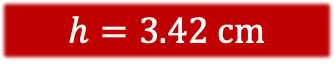 h = 3.42 cm